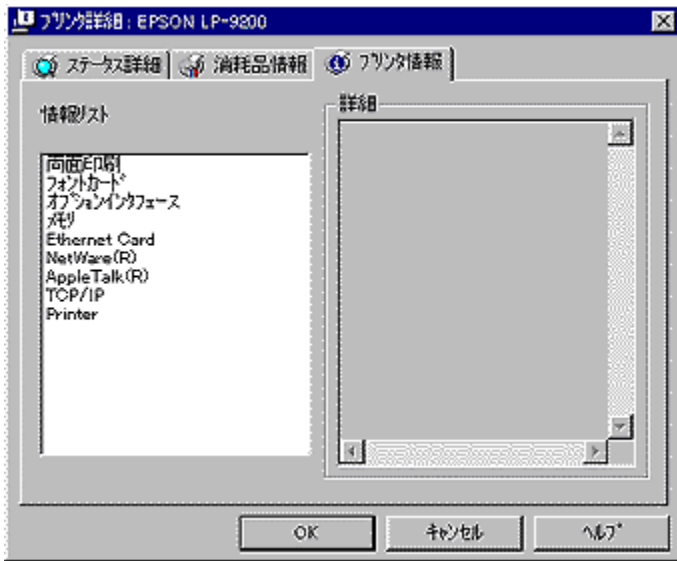 プリンタ詳細 : EPSON LP-9200
ステータス詳細 消耗品情報 プリンタ情報
情報リスト
両面印刷
フォントカード
オプションインタフェース
メモリ
Ethernet Card
NetWare(R)
AppleTalk(R)
TCP/IP
Printer
詳細
OK キャンセル ヘルプ